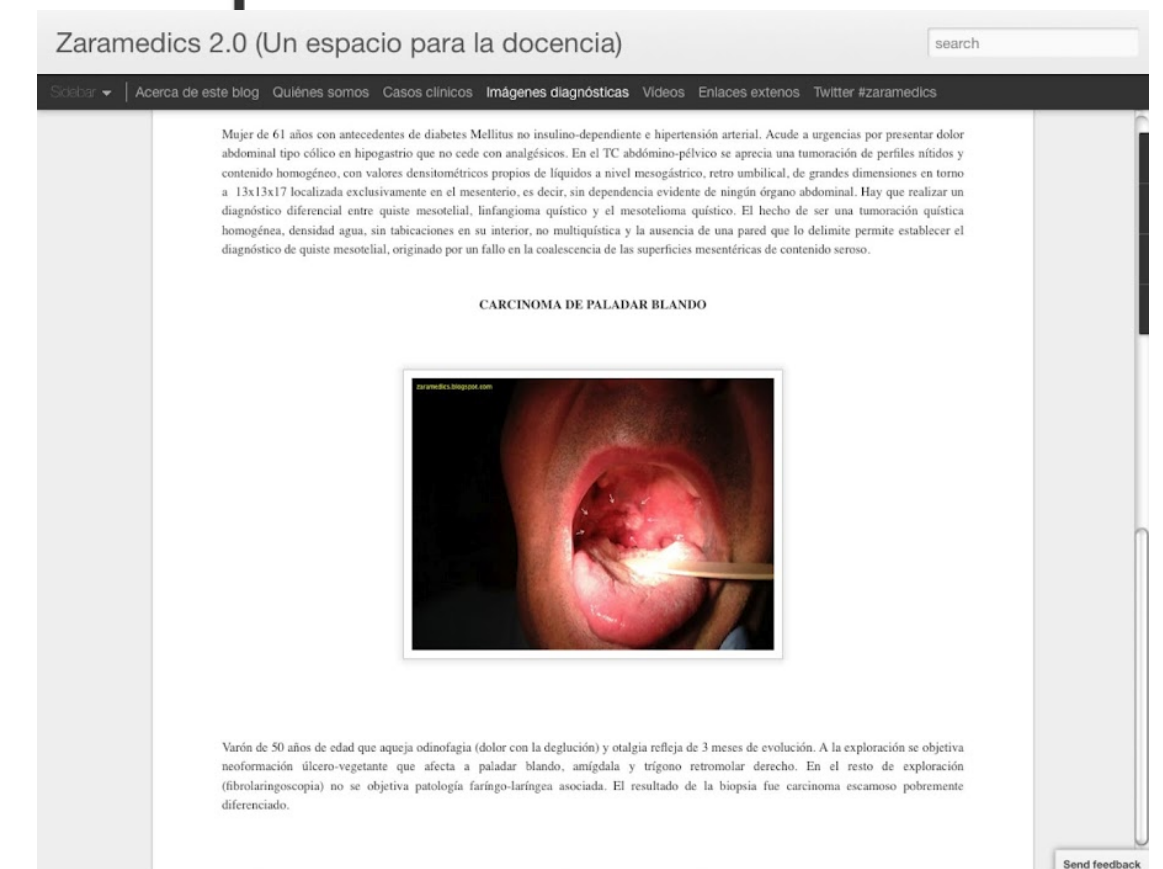 Zaramedics 2.0 (Un espacio para la docencia)
search
Sidebar
Acerca de este blog Quiénes somos Casos clínicos Imágenes diagnósticas Videos Enlaces extenos Twitter #zaramedics
Mujer de 61 años con antecedentes de diabetes Mellitus no insulino-dependiente e hipertensión arterial. Acude a urgencias por presentar dolor
abdominal tipo cólico en hipogastrio que no cede con analgésicos. En el TC abdómino-pélvico se aprecia una tumoración de perfiles nítidos y
contenido homogéneo, con valores densitométricos propios de líquidos a nivel mesogástrico, retro umbilical, de grandes dimensiones en torno
a 13x13x17 localizada exclusivamente en el mesenterio, es decir, sin dependencia evidente de ningún órgano abdominal. Hay que realizar un
diagnóstico diferencial entre quiste mesotelial, linfangioma quístico y el mesotelioma quístico. El hecho de ser una tumoración quística
homogénea, densidad agua, sin tabicaciones en su interior, no multiquística y la ausencia de una pared que lo delimite permite establecer el
diagnóstico de quiste mesotelial, originado por un fallo en la coalescencia de las superficies mesentéricas de contenido seroso.
CARCINOMA DE PALADAR BLANDO
zaramedics.blogspot.com
Varón de 50 años de edad que aqueja odinofagia (dolor con la deglución) y otalgia refleja de 3 meses de evolución. A la exploración se objetiva
neoformación úlcero-vegetante que afecta a paladar blando, amígdala y trígono retromolar derecho. En el resto de exploración
(fibrolaringoscopia) no se objetiva patología faríngo-laríngea asociada. El resultado de la biopsia fue carcinoma escamoso pobremente
diferenciado.
Send feedback